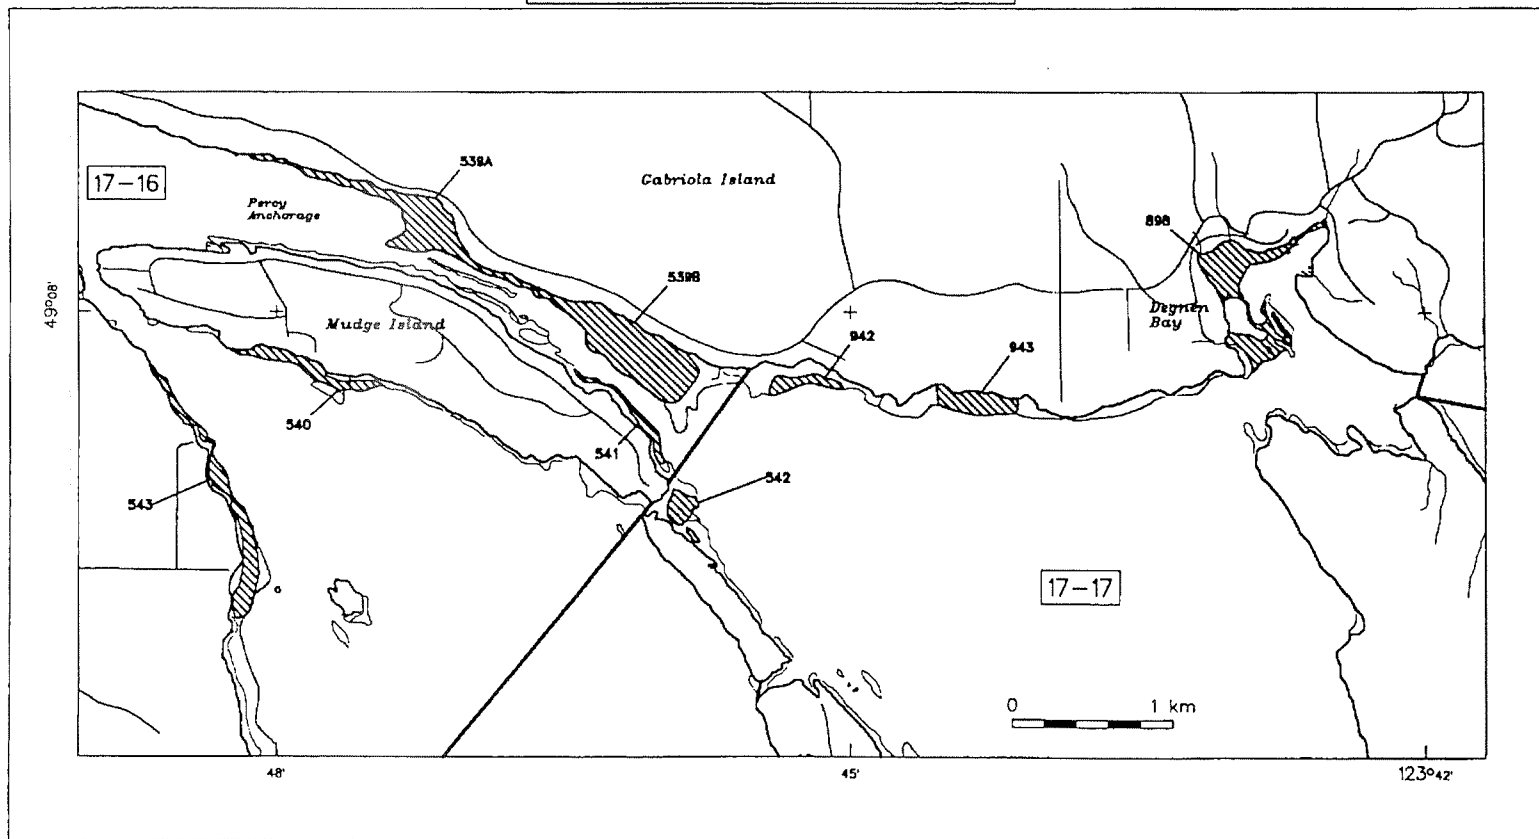 539A
17-16
Gabriola Island
Percy
Anchorage
898
539B
49°08'
Degnen
Bay
Mudge Island
942
943
540
541
542
543
17-17
0 1 km
48'
45'
123°42'